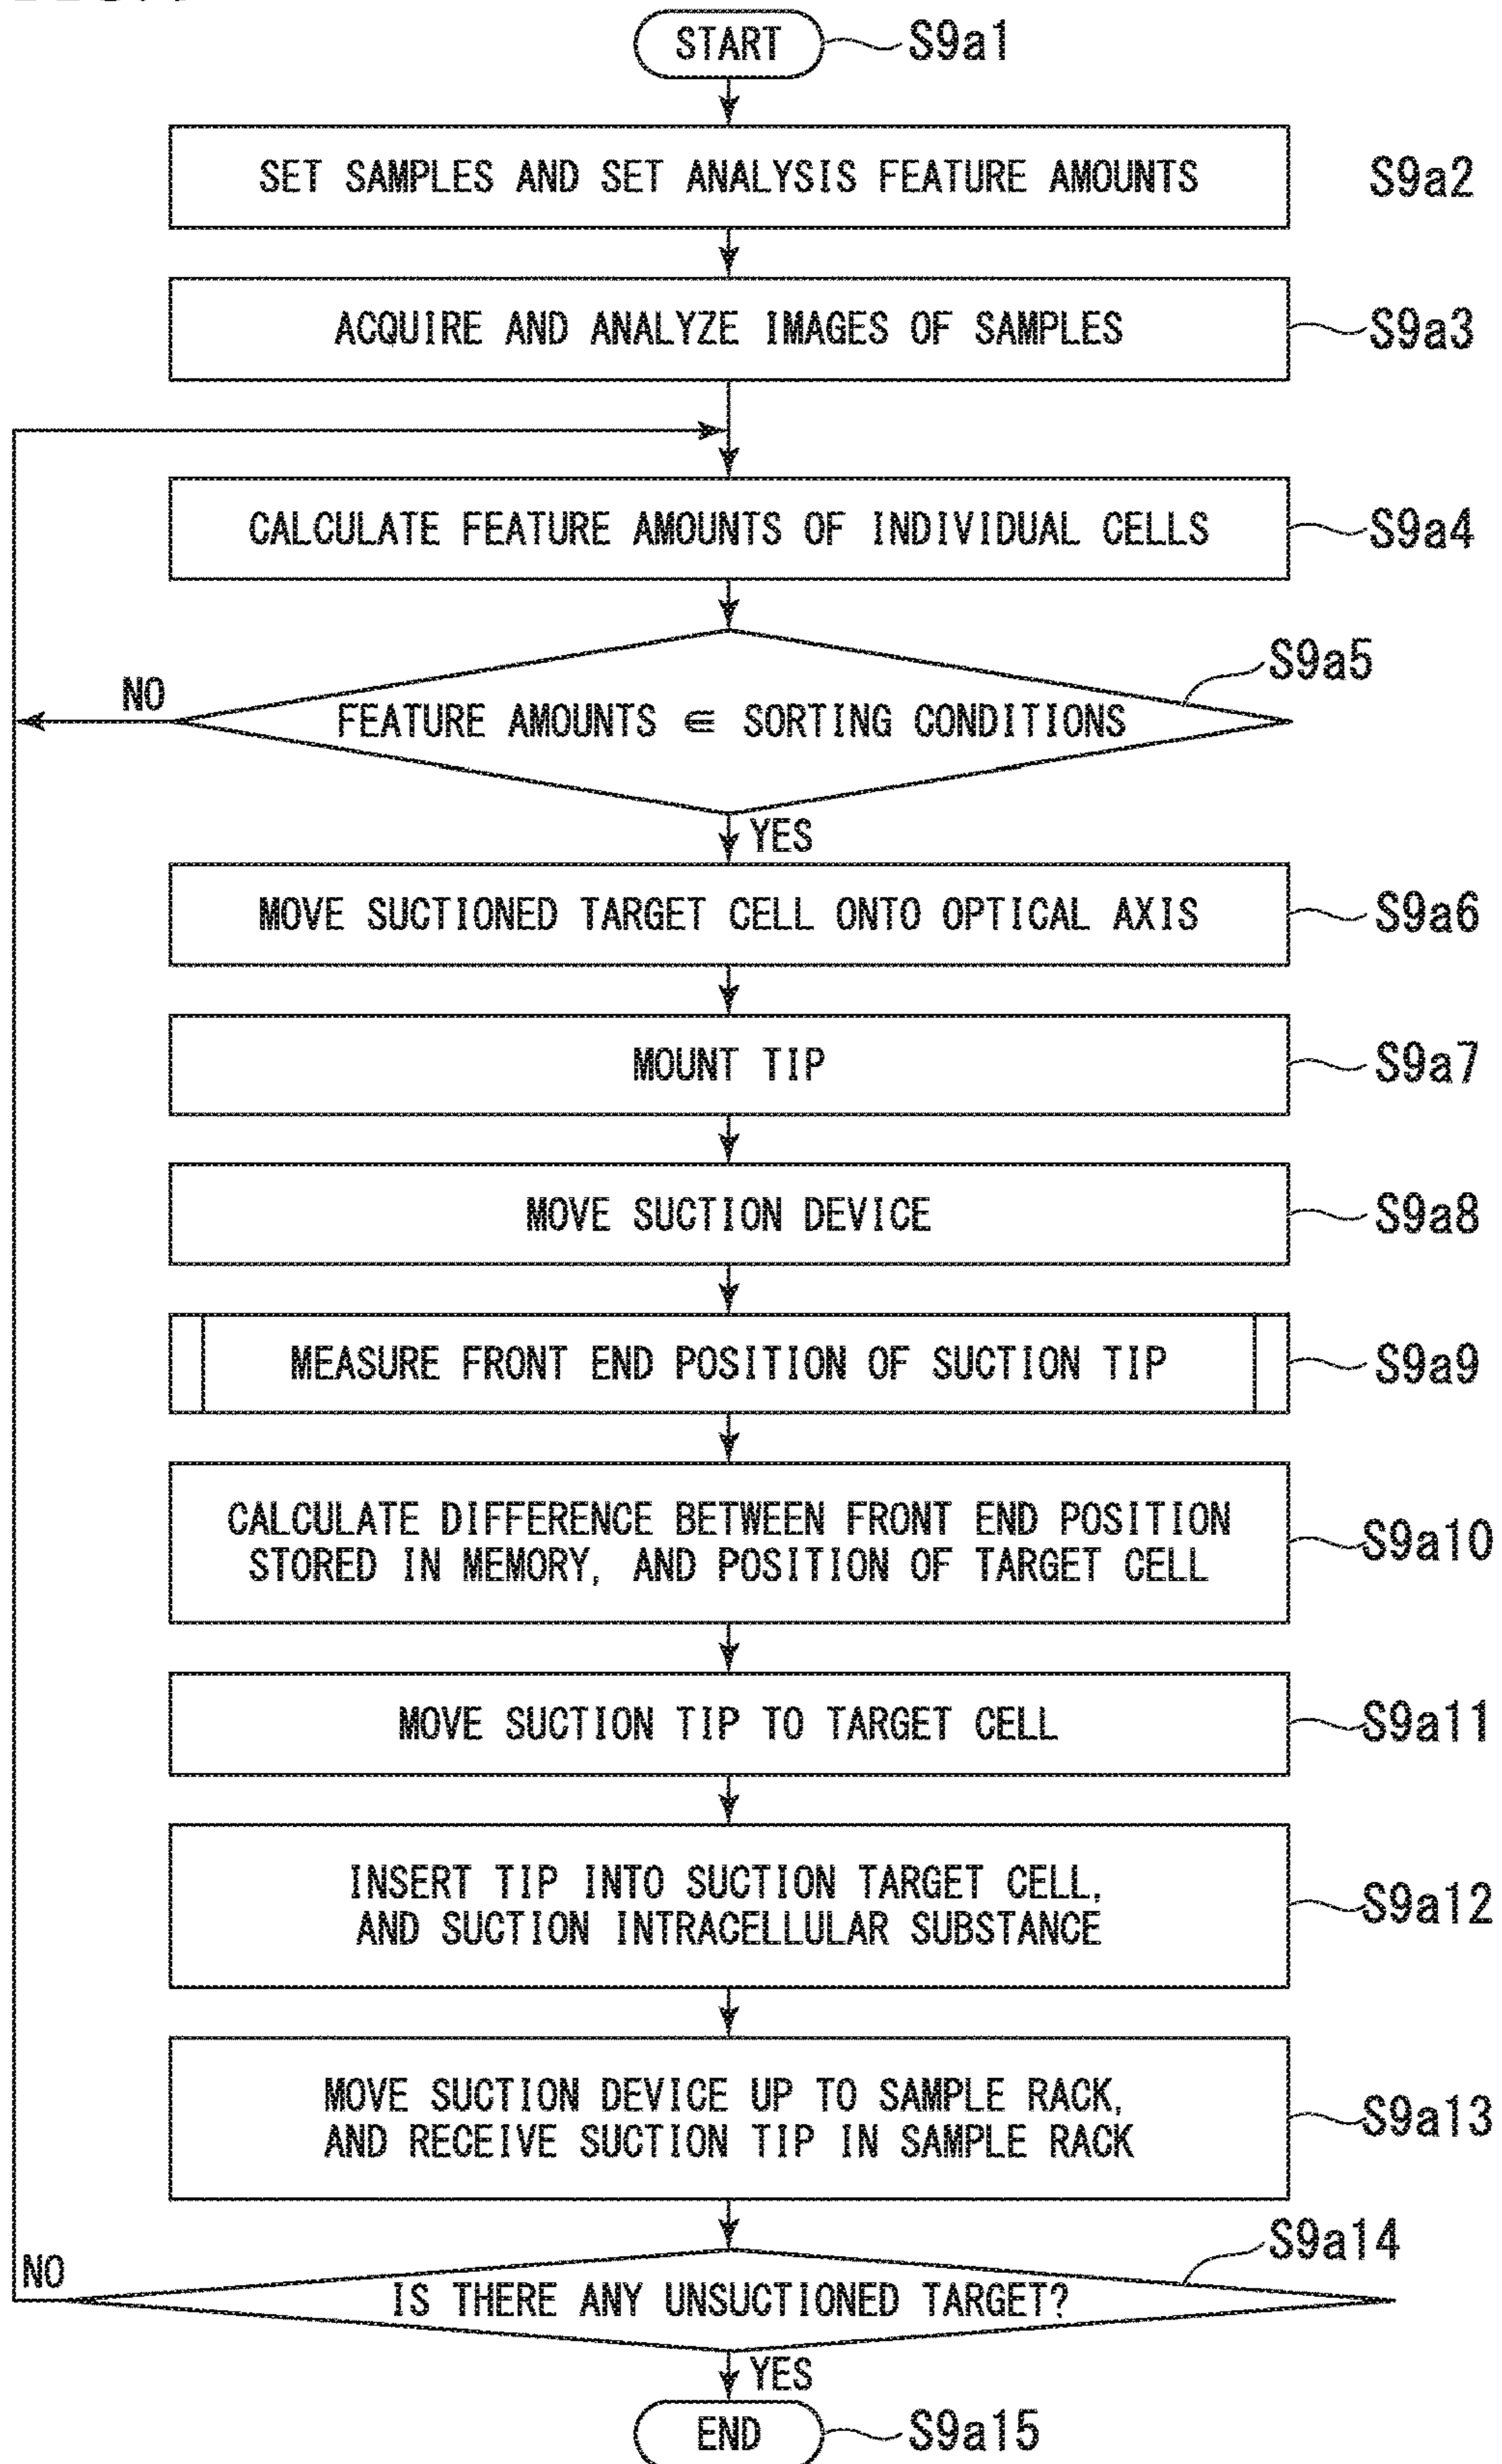 START S9a1
SET SAMPLES AND SET ANALYSIS FEATURE AMOUNTS S9a2
ACQUIRE AND ANALYZE IMAGES OF SAMPLES S9a3
CALCULATE FEATURE AMOUNTS OF INDIVIDUAL CELLS S9a4
S9a5
NO
FEATURE AMOUNTS ∈ SORTING CONDITIONS
YES
MOVE SUCTIONED TARGET CELL ONTO OPTICAL AXIS S9a6
MOUNT TIP S9a7
MOVE SUCTION DEVICE S9a8
MEASURE FRONT END POSITION OF SUCTION TIP S9a9
CALCULATE DIFFERENCE BETWEEN FRONT END POSITION
STORED IN MEMORY, AND POSITION OF TARGET CELL
S9a10
MOVE SUCTION TIP TO TARGET CELL S9a11
INSERT TIP INTO SUCTION TARGET CELL,
AND SUCTION INTRACELLULAR SUBSTANCE
S9a12
MOVE SUCTION DEVICE UP TO SAMPLE RACK,
AND RECEIVE SUCTION TIP IN SAMPLE RACK
S9a13
S9a14
NO
IS THERE ANY UNSUCTIONED TARGET?
YES
END S9a15